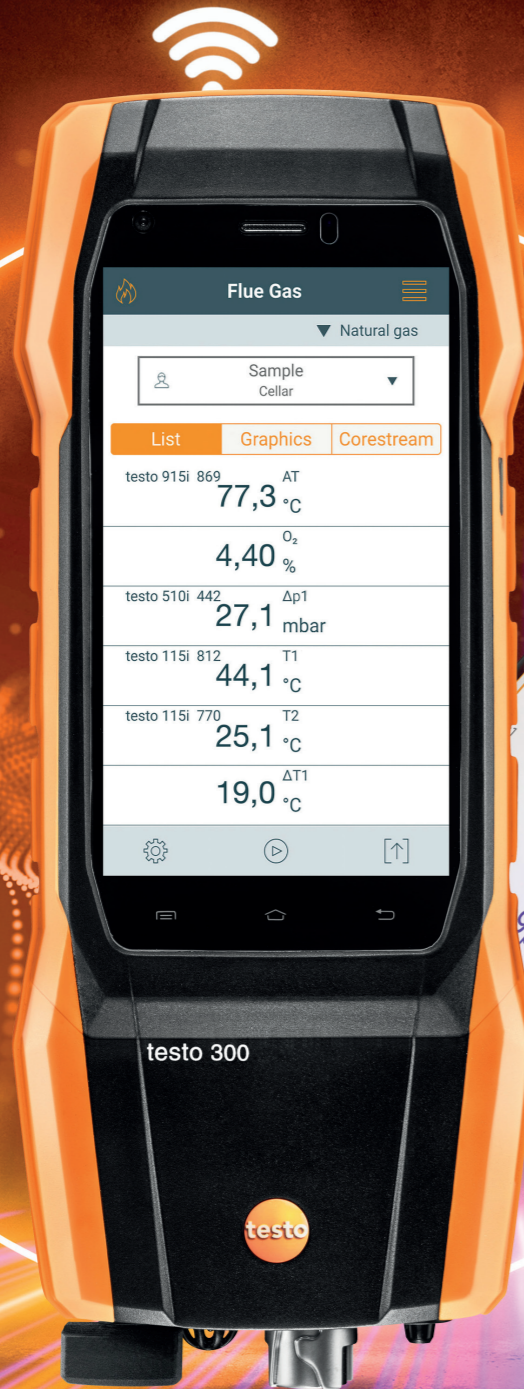 Flue Gas
Natural gas
Sample
Cellar
List Graphics Corestream
testo 915i 869 AT
77,3 °C
O₂
4,40 %
testo 510i 442 Δp1
27,1 mbar
testo 115i 812 T1
44,1 °C
testo 115i 770 T2
25,1 °C
ΔT1
19,0 °C
testo 300
testo